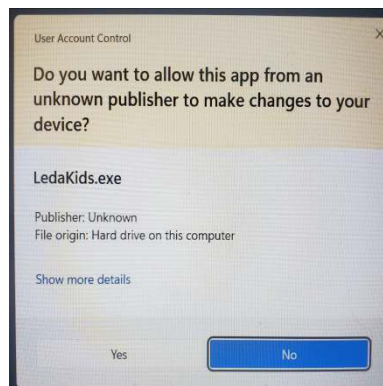 User Account Control
Do you want to allow this app from an
unknown publisher to make changes to your
device?
LedaKids.exe
Publisher: Unknown
File origin: Hard drive on this computer
Show more details
Yes
No